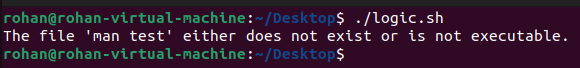 rohan@rohan-virtual-machine:~/Desktop$ ./logic.sh
The file 'man test' either does not exist or is not executable.
rohan@rohan-virtual-machine:~/Desktop$